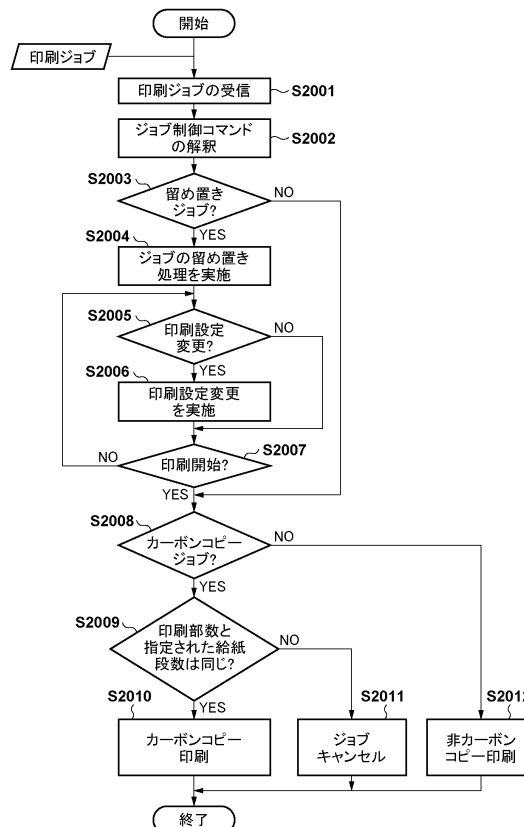 開始
印刷ジョブ
印刷ジョブの受信
S2001
ジョブ制御コマンド
の解釈
S2002
S2003
留め置き
ジョブ?
NO
YES
S2004
ジョブの留め置き
処理を実施
S2005
印刷設定
変更?
NO
YES
S2006
印刷設定変更
を実施
S2007
印刷開始?
NO
YES
S2008
カーボンコピー
ジョブ?
NO
YES
S2009
印刷部数と
指定された給紙
段数は同じ?
NO
YES
S2010
カーボンコピー
印刷
S2011
ジョブ
キャンセル
S2012
非カーボン
コピー印刷
終了